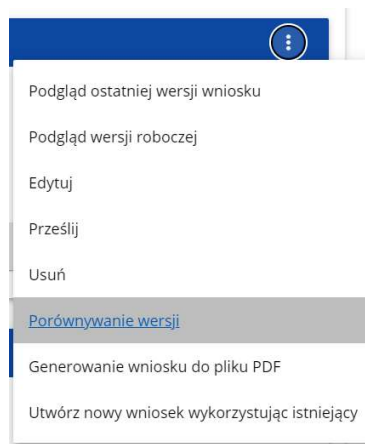 Podgląd ostatniej wersji wniosku
Podgląd wersji roboczej
Edytuj
Prześlij
Usuń
Porównywanie wersji
Generowanie wniosku do pliku PDF
Utwórz nowy wniosek wykorzystując istniejący